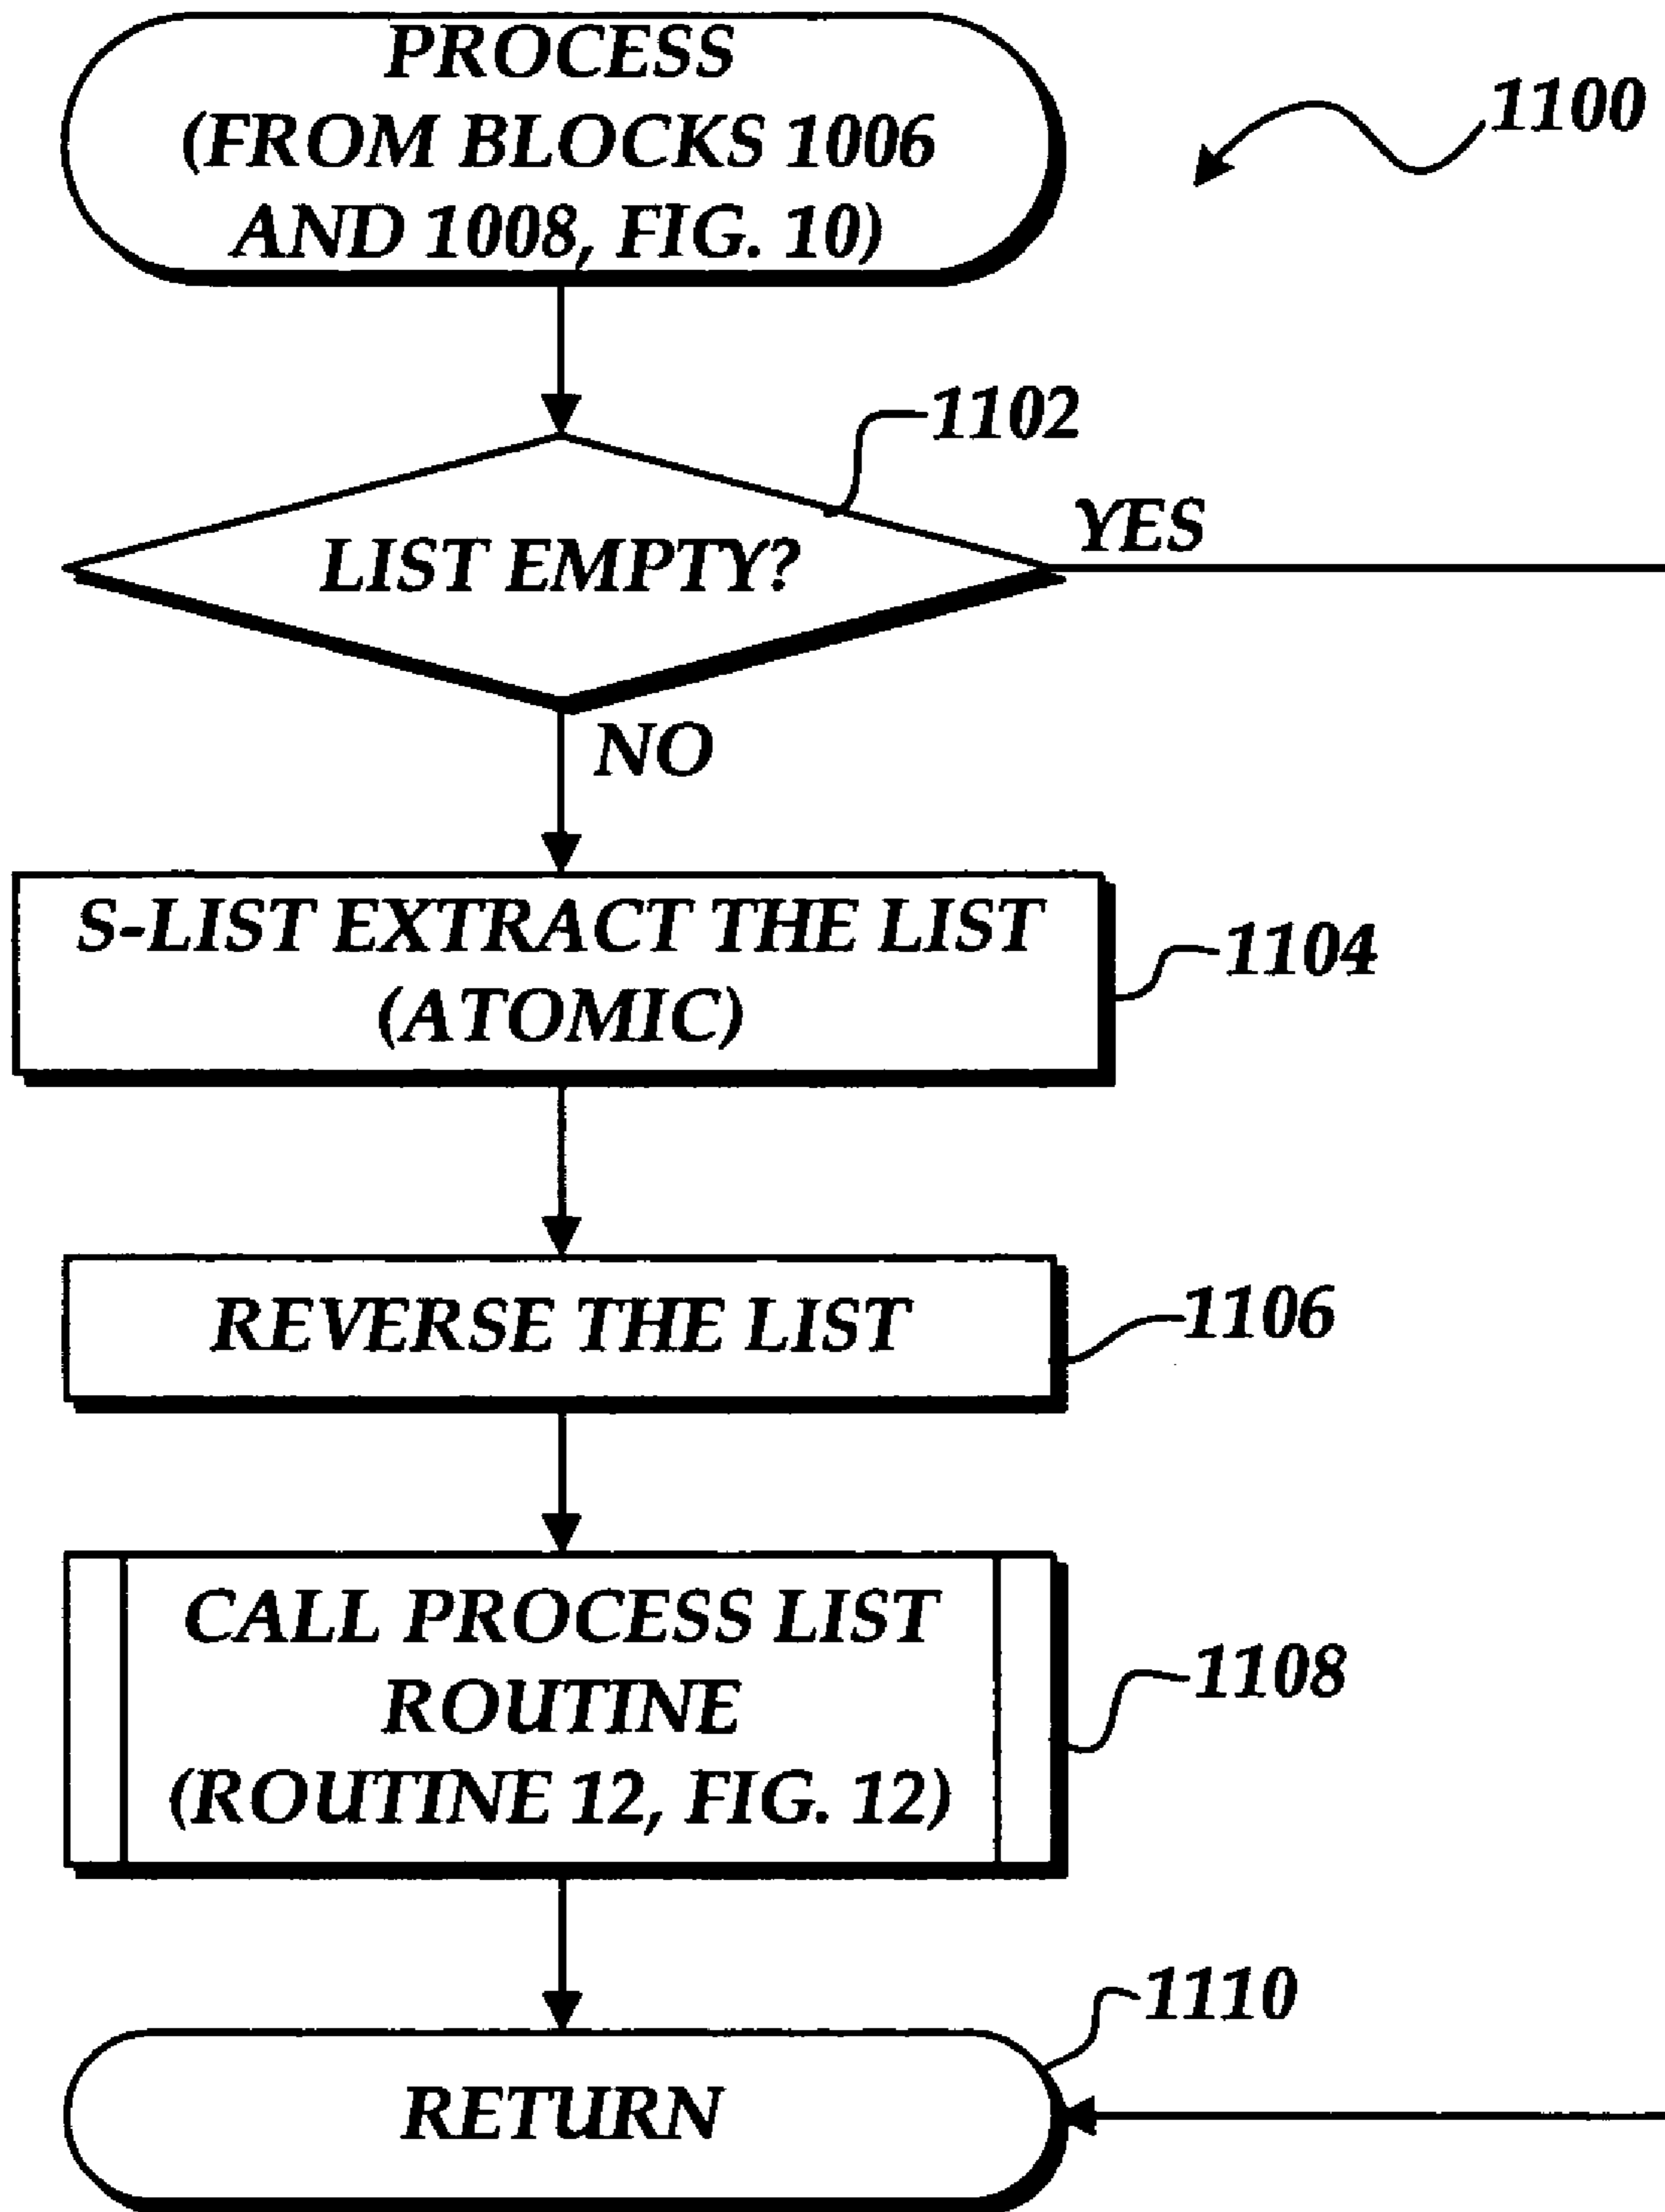 PROCESS
(FROM BLOCKS 1006
AND 1008, FIG. 10)
1100
1102
YES
LIST EMPTY?
NO
S-LIST EXTRACT THE LIST
(ATOMIC)
1104
REVERSE THE LIST
1106
CALL PROCESS LIST
ROUTINE
(ROUTINE 12, FIG. 12)
1108
1110
RETURN